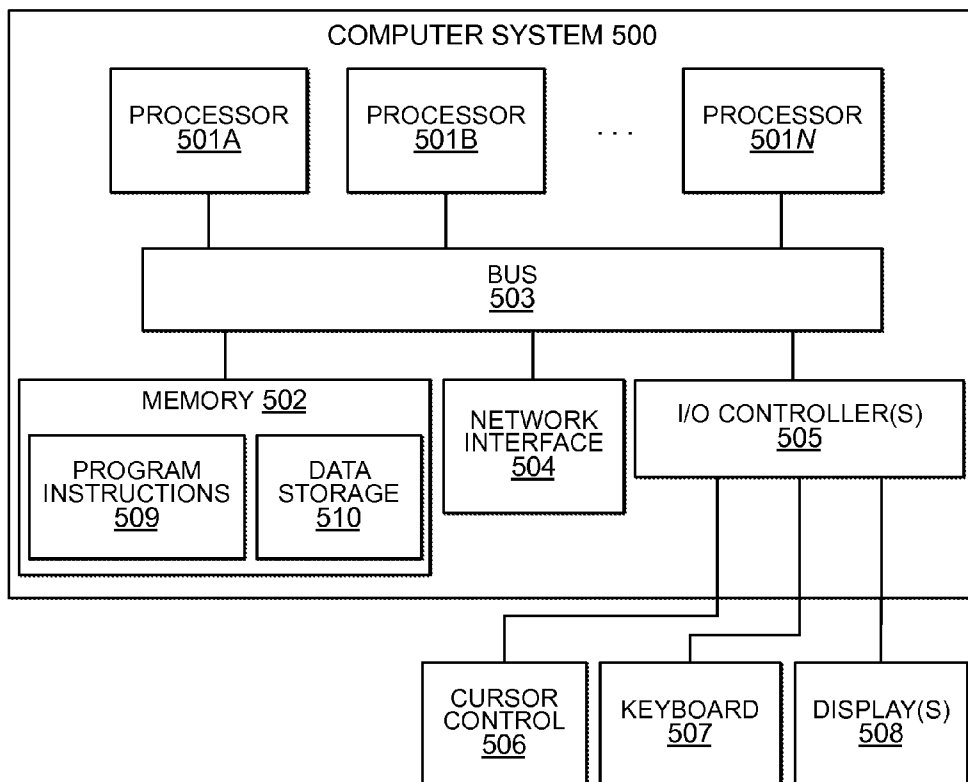 COMPUTER SYSTEM 500
PROCESSOR
501A
PROCESSOR
501B
. . .
PROCESSOR
501N
BUS
503
MEMORY 502
PROGRAM
INSTRUCTIONS
509
DATA
STORAGE
510
NETWORK
INTERFACE
504
I/O CONTROLLER(S)
505
CURSOR
CONTROL
506
KEYBOARD
507
DISPLAY(S)
508